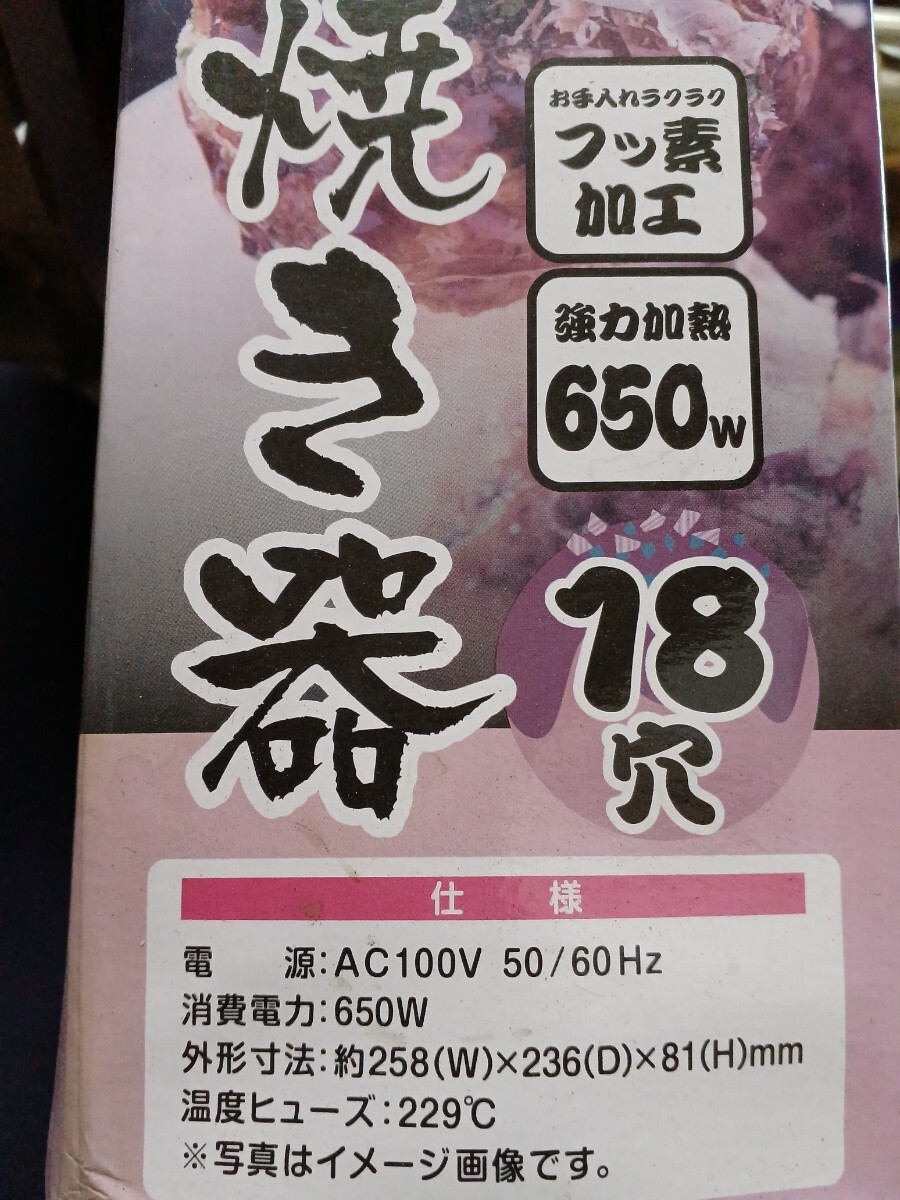 焼き器
お手入れラクラク
フッ素
加工
強力加熱
650W
18
穴
仕様
電　源:AC100V 50/60Hz
消費電力:650W
外形寸法:約258(W)×236(D)×81(H)mm
温度ヒューズ:229℃
※写真はイメージ画像です。